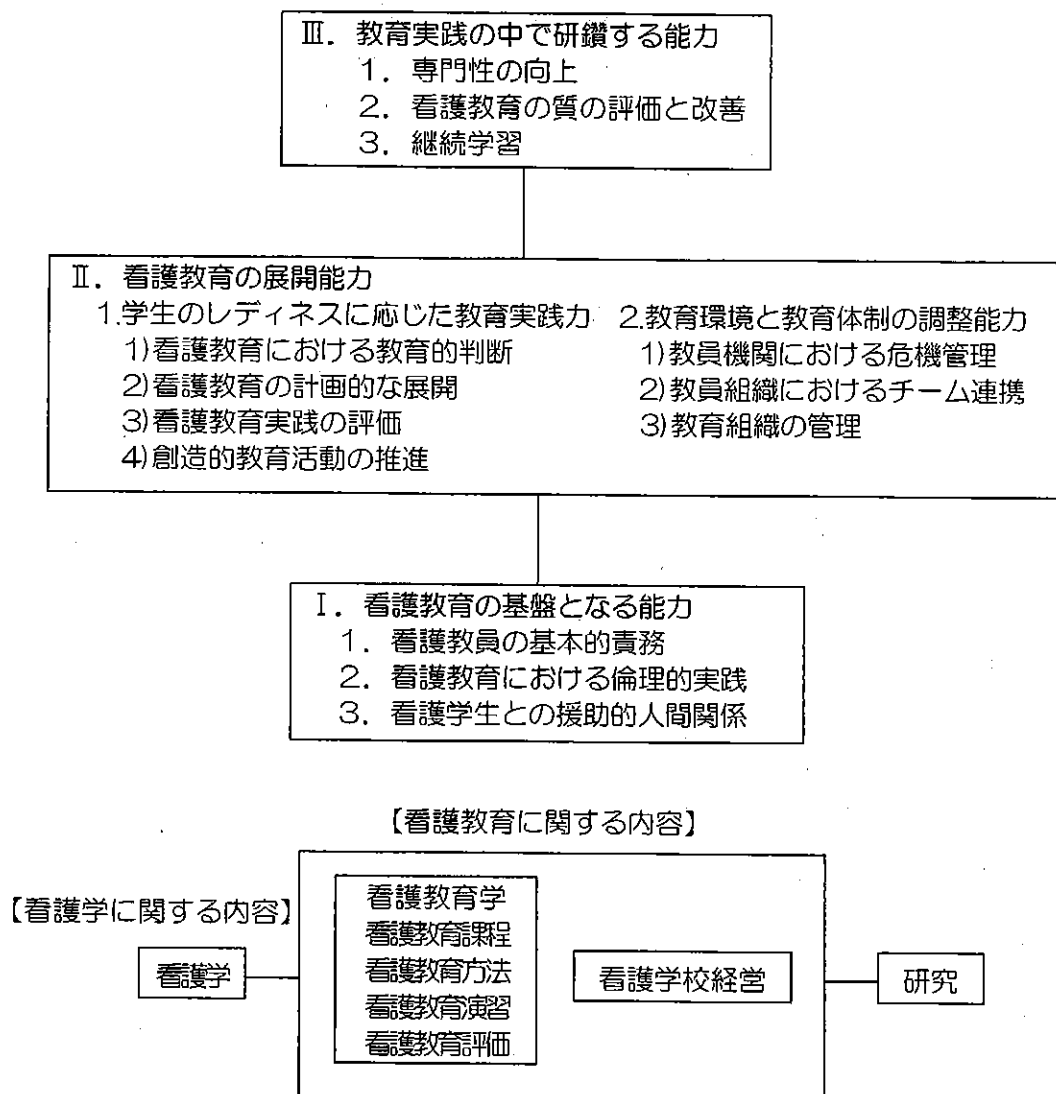 Ⅲ．教育実践の中で研鑽する能力
1．専門性の向上
2．看護教育の質の評価と改善
3．継続学習
Ⅱ．看護教育の展開能力
1.学生のレディネスに応じた教育実践力
1)看護教育における教育的判断
2)看護教育の計画的な展開
3)看護教育実践の評価
4)創造的教育活動の推進
2.教育環境と教育体制の調整能力
1)教員機関における危機管理
2)教員組織におけるチーム連携
3)教育組織の管理
Ⅰ．看護教育の基盤となる能力
1．看護教員の基本的責務
2．看護教育における倫理的実践
3．看護学生との援助的人間関係
【看護教育に関する内容】
【看護学に関する内容】
看護学
看護教育学
看護教育課程
看護教育方法
看護教育演習
看護教育評価
看護学校経営
研究